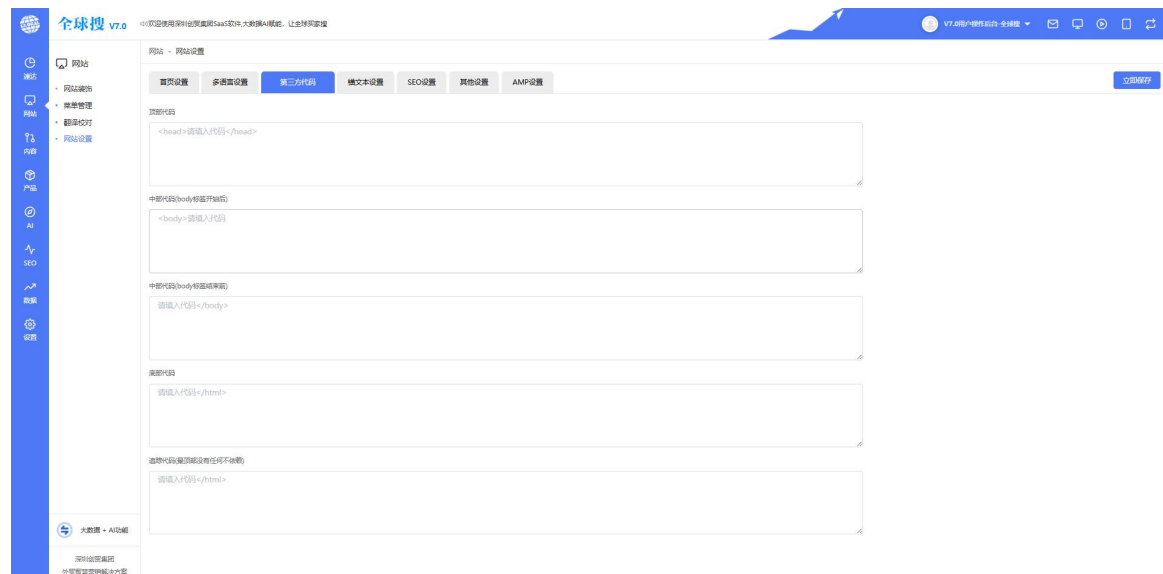 全球搜 V7.0
欢迎使用深圳创贸集团SaaS软件,大数据AI赋能、让全球买家搜
V7.0用户操作后台-全球搜
速达
网站
内容
产品
AI
SEO
数据
设置
网站
网站装饰
菜单管理
翻译校对
网站设置
网站 - 网站设置
首页设置 多语言设置 第三方代码 横文本设置 SEO设置 其他设置 AMP设置
立即保存
顶部代码
<head>请填入代码</head>
中部代码(body标签开始后)
<body>请填入代码
中部代码(body标签结束前)
请填入代码</body>
底部代码
请填入代码</html>
追踪代码(最顶部没有任何不依赖)
请填入代码</html>
大数据 + AI功能
深圳创贸集团